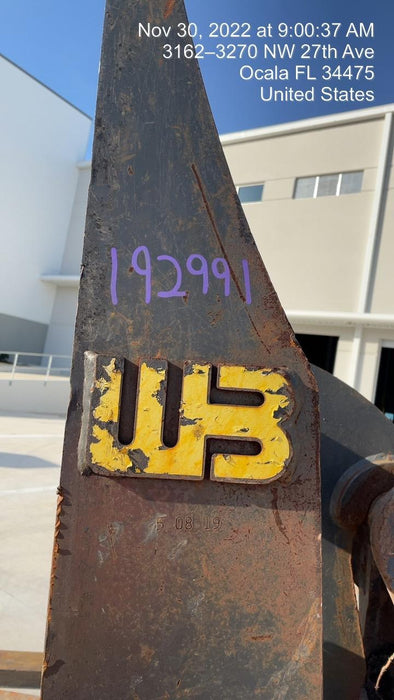 Nov 30, 2022 at 9:00:37 AM
3162–3270 NW 27th Ave
Ocala FL 34475
United States
192991
WB
5 08 19